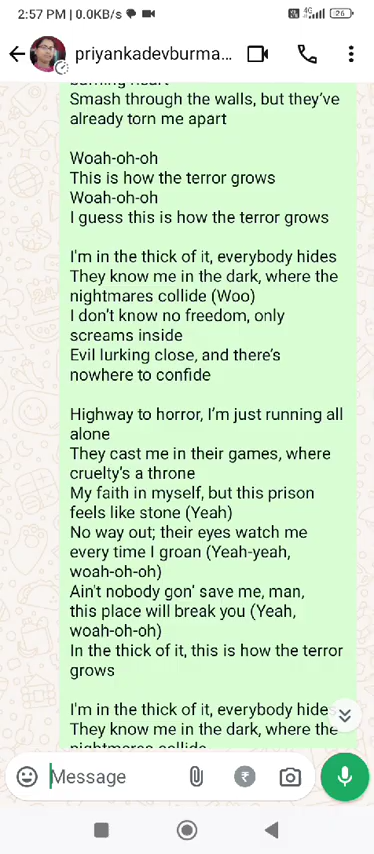 2:57 PM | 0.0KB/s
4G
26
priyankadevburma...
burning heart
Smash through the walls, but they've
already torn me apart
Woah-oh-oh
This is how the terror grows
Woah-oh-oh
I guess this is how the terror grows
I'm in the thick of it, everybody hides
They know me in the dark, where the
nightmares collide (Woo)
I don't know no freedom, only
screams inside
Evil lurking close, and there's
nowhere to confide
Highway to horror, I'm just running all
alone
They cast me in their games, where
cruelty's a throne
My faith in myself, but this prison
feels like stone (Yeah)
No way out; their eyes watch me
every time I groan (Yeah-yeah,
woah-oh-oh)
Ain't nobody gon' save me, man,
this place will break you (Yeah,
woah-oh-oh)
In the thick of it, this is how the terror
grows
I'm in the thick of it, everybody hides
They know me in the dark, where the
nightmares collide
Message
₹